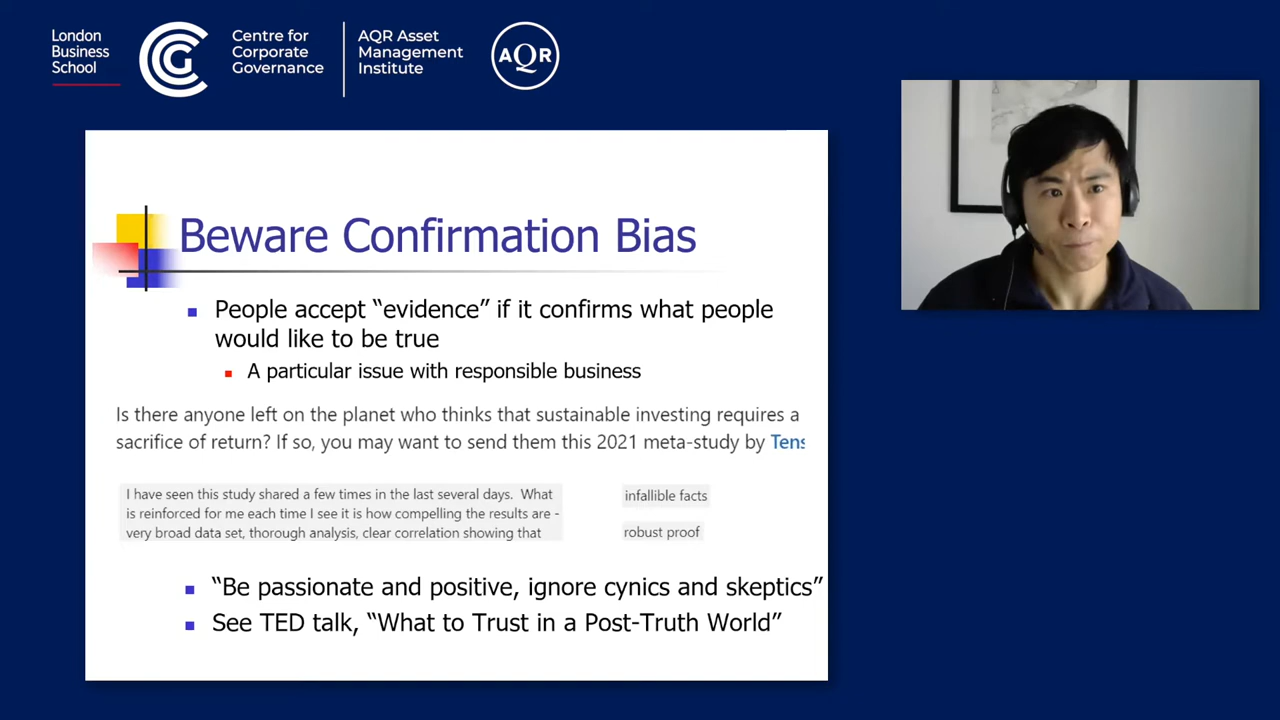 London
Business
School
Centre for
Corporate
Governance
AQR Asset
Management
Institute
AQR
Beware Confirmation Bias
People accept “evidence” if it confirms what people
would like to be true
A particular issue with responsible business
Is there anyone left on the planet who thinks that sustainable investing requires a
sacrifice of return? If so, you may want to send them this 2021 meta-study by Tens
I have seen this study shared a few times in the last several days. What
is reinforced for me each time I see it is how compelling the results are -
very broad data set, thorough analysis, clear correlation showing that
infallible facts
robust proof
“Be passionate and positive, ignore cynics and skeptics”
See TED talk, “What to Trust in a Post-Truth World”